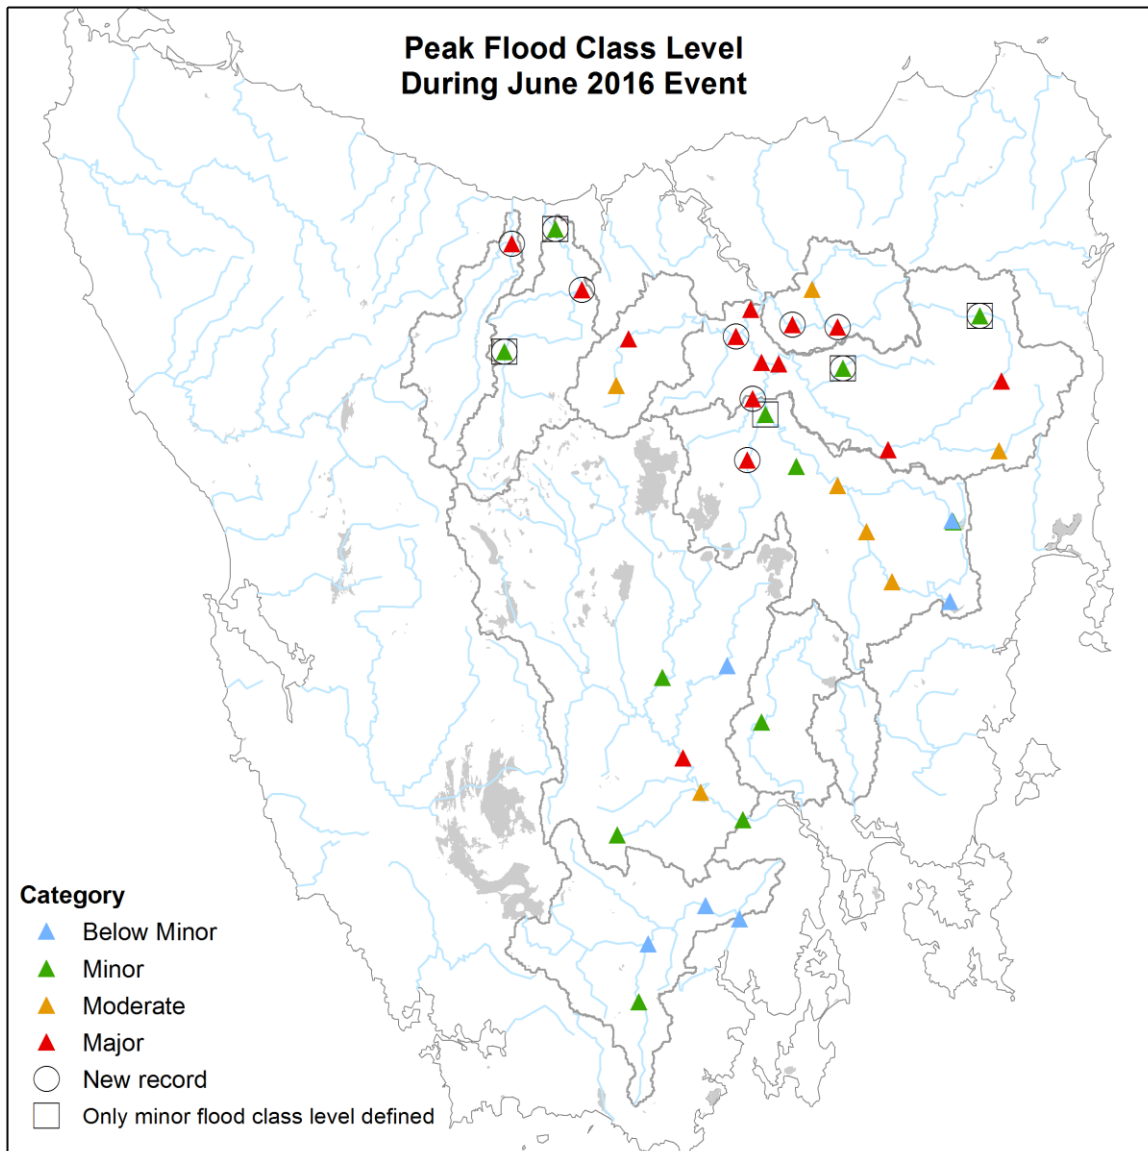 Peak Flood Class Level
During June 2016 Event
Category
Below Minor
Minor
Moderate
Major
New record
Only minor flood class level defined